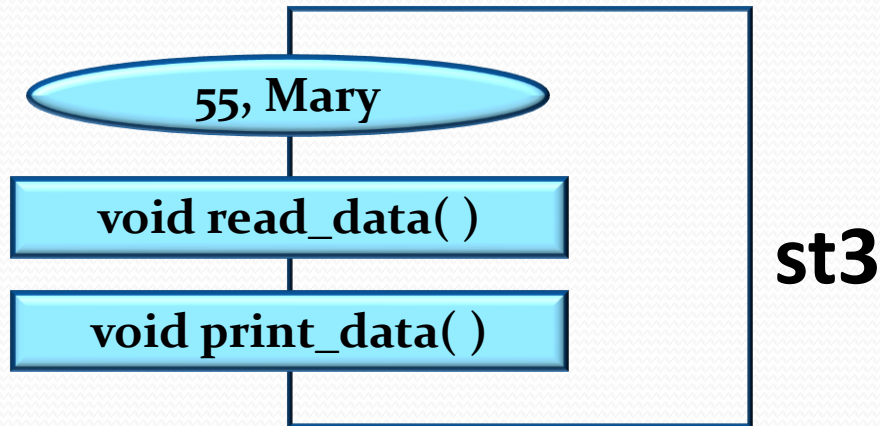 55, Mary
void read_data( )
st3
void print_data( )